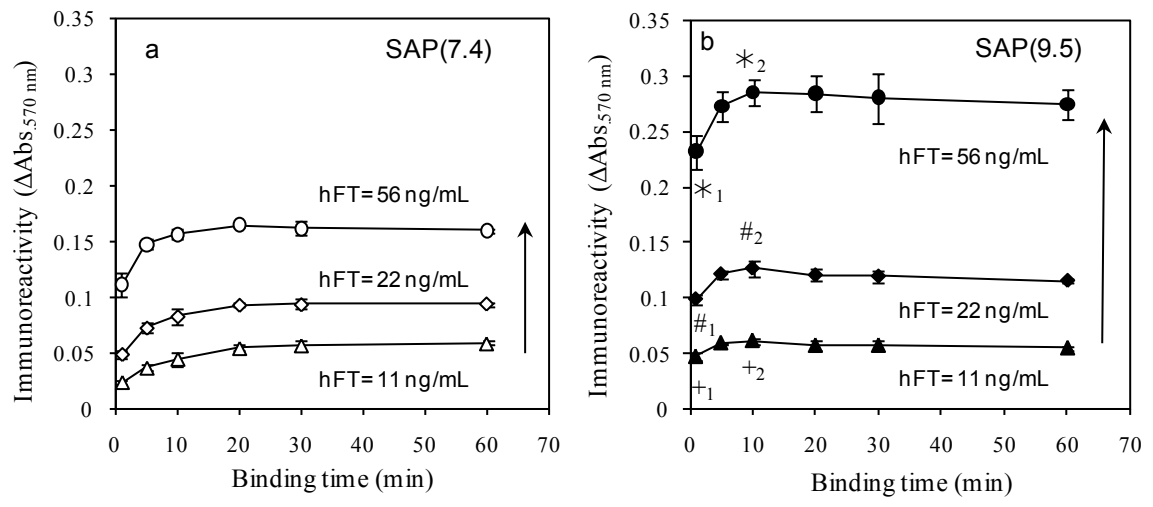 a
SAP(7.4)
Immunoreactivity (ΔAbs.570 nm)
0.35
0.3
0.25
0.2
0.15
0.1
0.05
0
hFT=56 ng/mL
hFT=22 ng/mL
hFT=11 ng/mL
0 10 20 30 40 50 60 70
Binding time (min)
b
SAP(9.5)
Immunoreactivity (ΔAbs.570 nm)
0.35
0.3
0.25
0.2
0.15
0.1
0.05
0
*2
*1
hFT=56 ng/mL
#2
#1
hFT=22 ng/mL
+2
+1
hFT=11 ng/mL
0 10 20 30 40 50 60 70
Binding time (min)